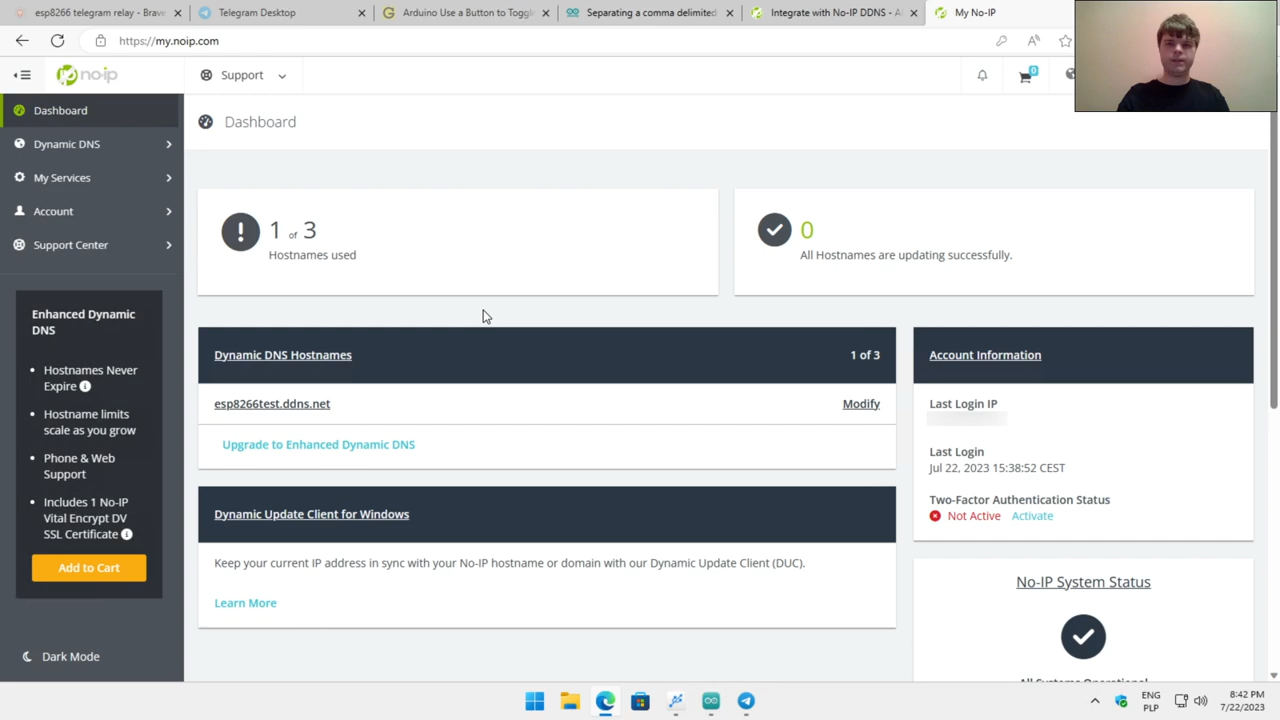 esp8266 telegram relay - Brave
Telegram Desktop
Arduino Use a Button to Toggle
Separating a comma delimited
Integrate with No-IP DDNS - A
My No-IP
https://my.noip.com
no-ip
Support
0
Dashboard
Dynamic DNS
My Services
Account
Support Center
Enhanced Dynamic
DNS
Hostnames Never
Expire
Hostname limits
scale as you grow
Phone & Web
Support
Includes 1 No-IP
Vital Encrypt DV
SSL Certificate
Add to Cart
Dark Mode
Dashboard
1 of 3
Hostnames used
0
All Hostnames are updating successfully.
Dynamic DNS Hostnames
1 of 3
esp8266test.ddns.net
Modify
Upgrade to Enhanced Dynamic DNS
Dynamic Update Client for Windows
Keep your current IP address in sync with your No-IP hostname or domain with our Dynamic Update Client (DUC).
Learn More
Account Information
Last Login IP
Last Login
Jul 22, 2023 15:38:52 CEST
Two-Factor Authentication Status
Not Active Activate
No-IP System Status
All Systems Operational
ENG
PLP
8:42 PM
7/22/2023